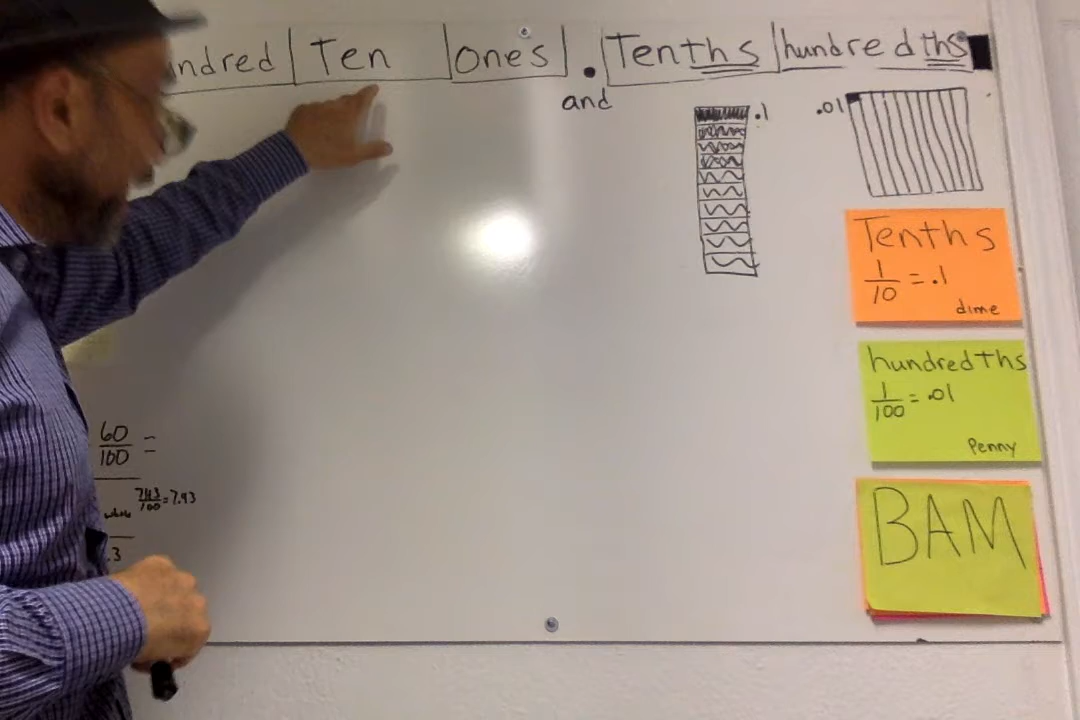 ndred Ten ones . Tenths hundredths
and
.1
.01
Tenths
1/10 = .1
dime
hundredths
1/100 = .01
Penny
BAM
60/100 =
743/100 = 7.43
.3